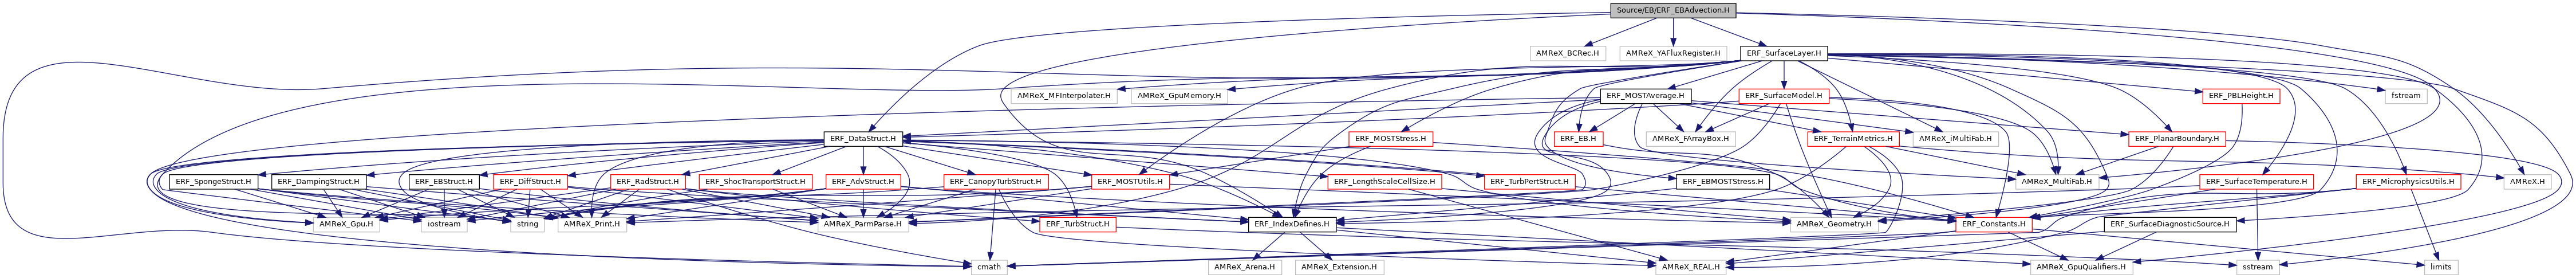 Source/EB/ERF_EBAdvection.H
AMReX_BCRec.H
AMReX_YAFluxRegister.H
ERF_SurfaceLayer.H
AMReX_MFInterpolater.H
AMReX_GpuMemory.H
ERF_MOSTAverage.H
ERF_SurfaceModel.H
ERF_PBLHeight.H
fstream
ERF_DataStruct.H
ERF_MOSTStress.H
ERF_EB.H
AMReX_FArrayBox.H
ERF_TerrainMetrics.H
AMReX_iMultiFab.H
ERF_PlanarBoundary.H
ERF_SpongeStruct.H
ERF_DampingStruct.H
ERF_EBStruct.H
ERF_DiffStruct.H
ERF_RadStruct.H
ERF_ShocTransportStruct.H
ERF_AdvStruct.H
ERF_CanopyTurbStruct.H
ERF_MOSTUtils.H
ERF_LengthScaleCellSize.H
ERF_TurbPertStruct.H
ERF_EBMOSTStress.H
AMReX_MultiFab.H
ERF_SurfaceTemperature.H
ERF_MicrophysicsUtils.H
AMReX.H
AMReX_Gpu.H
iostream
string
AMReX_Print.H
AMReX_ParmParse.H
ERF_TurbStruct.H
ERF_IndexDefines.H
AMReX_Geometry.H
ERF_Constants.H
ERF_SurfaceDiagnosticSource.H
cmath
AMReX_Arena.H
AMReX_Extension.H
AMReX_REAL.H
AMReX_GpuQualifiers.H
sstream
limits